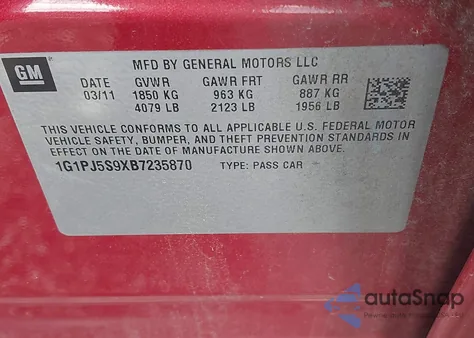 GM
MFD BY GENERAL MOTORS LLC
DATE GVWR GAWR FRT GAWR RR
03/11 1850 KG 963 KG 887 KG
4079 LB 2123 LB 1956 LB
THIS VEHICLE CONFORMS TO ALL APPLICABLE U.S. FEDERAL MOTOR
VEHICLE SAFETY, BUMPER, AND THEFT PREVENTION STANDARDS
IN EFFECT ON THE DATE OF MANUFACTURE SHOWN ABOVE.
1G1PJ5S9XB7235870 TYPE: PASS CAR
autoSnap